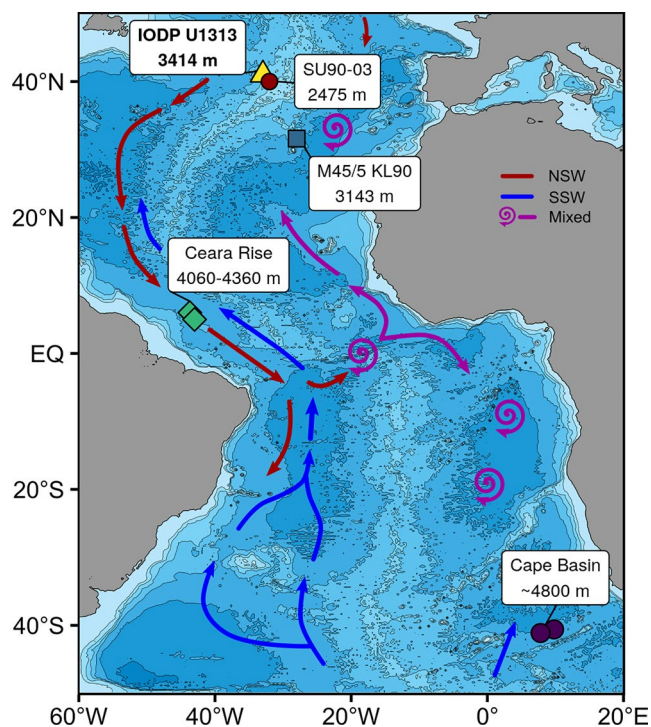 IODP U1313
3414 m
SU90-03
2475 m
M45/5 KL90
3143 m
NSW
SSW
Mixed
Ceara Rise
4060-4360 m
Cape Basin
~4800 m
40°N
20°N
EQ
20°S
40°S
60°W
40°W
20°W
0°
20°E